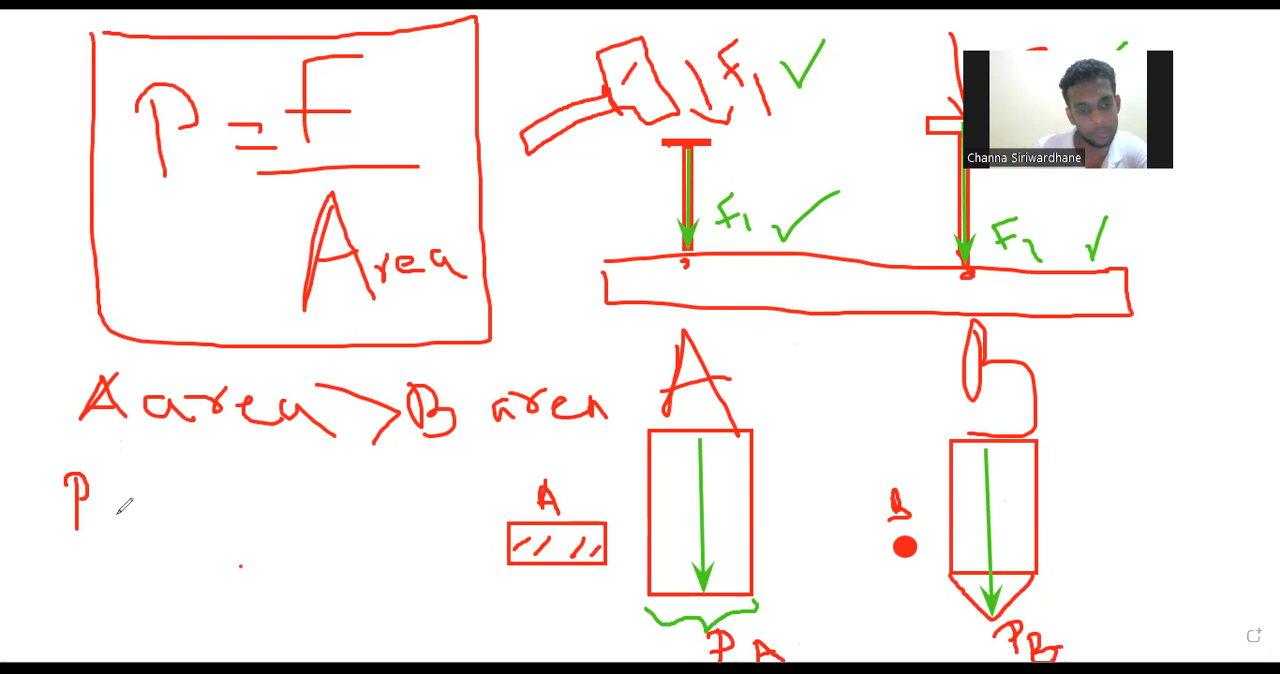 P = F
Area
F1 ✓
F1 ✓
F2 ✓
Channa Siriwardhane
A
b
A area > B area
P
A
B
PA
PB